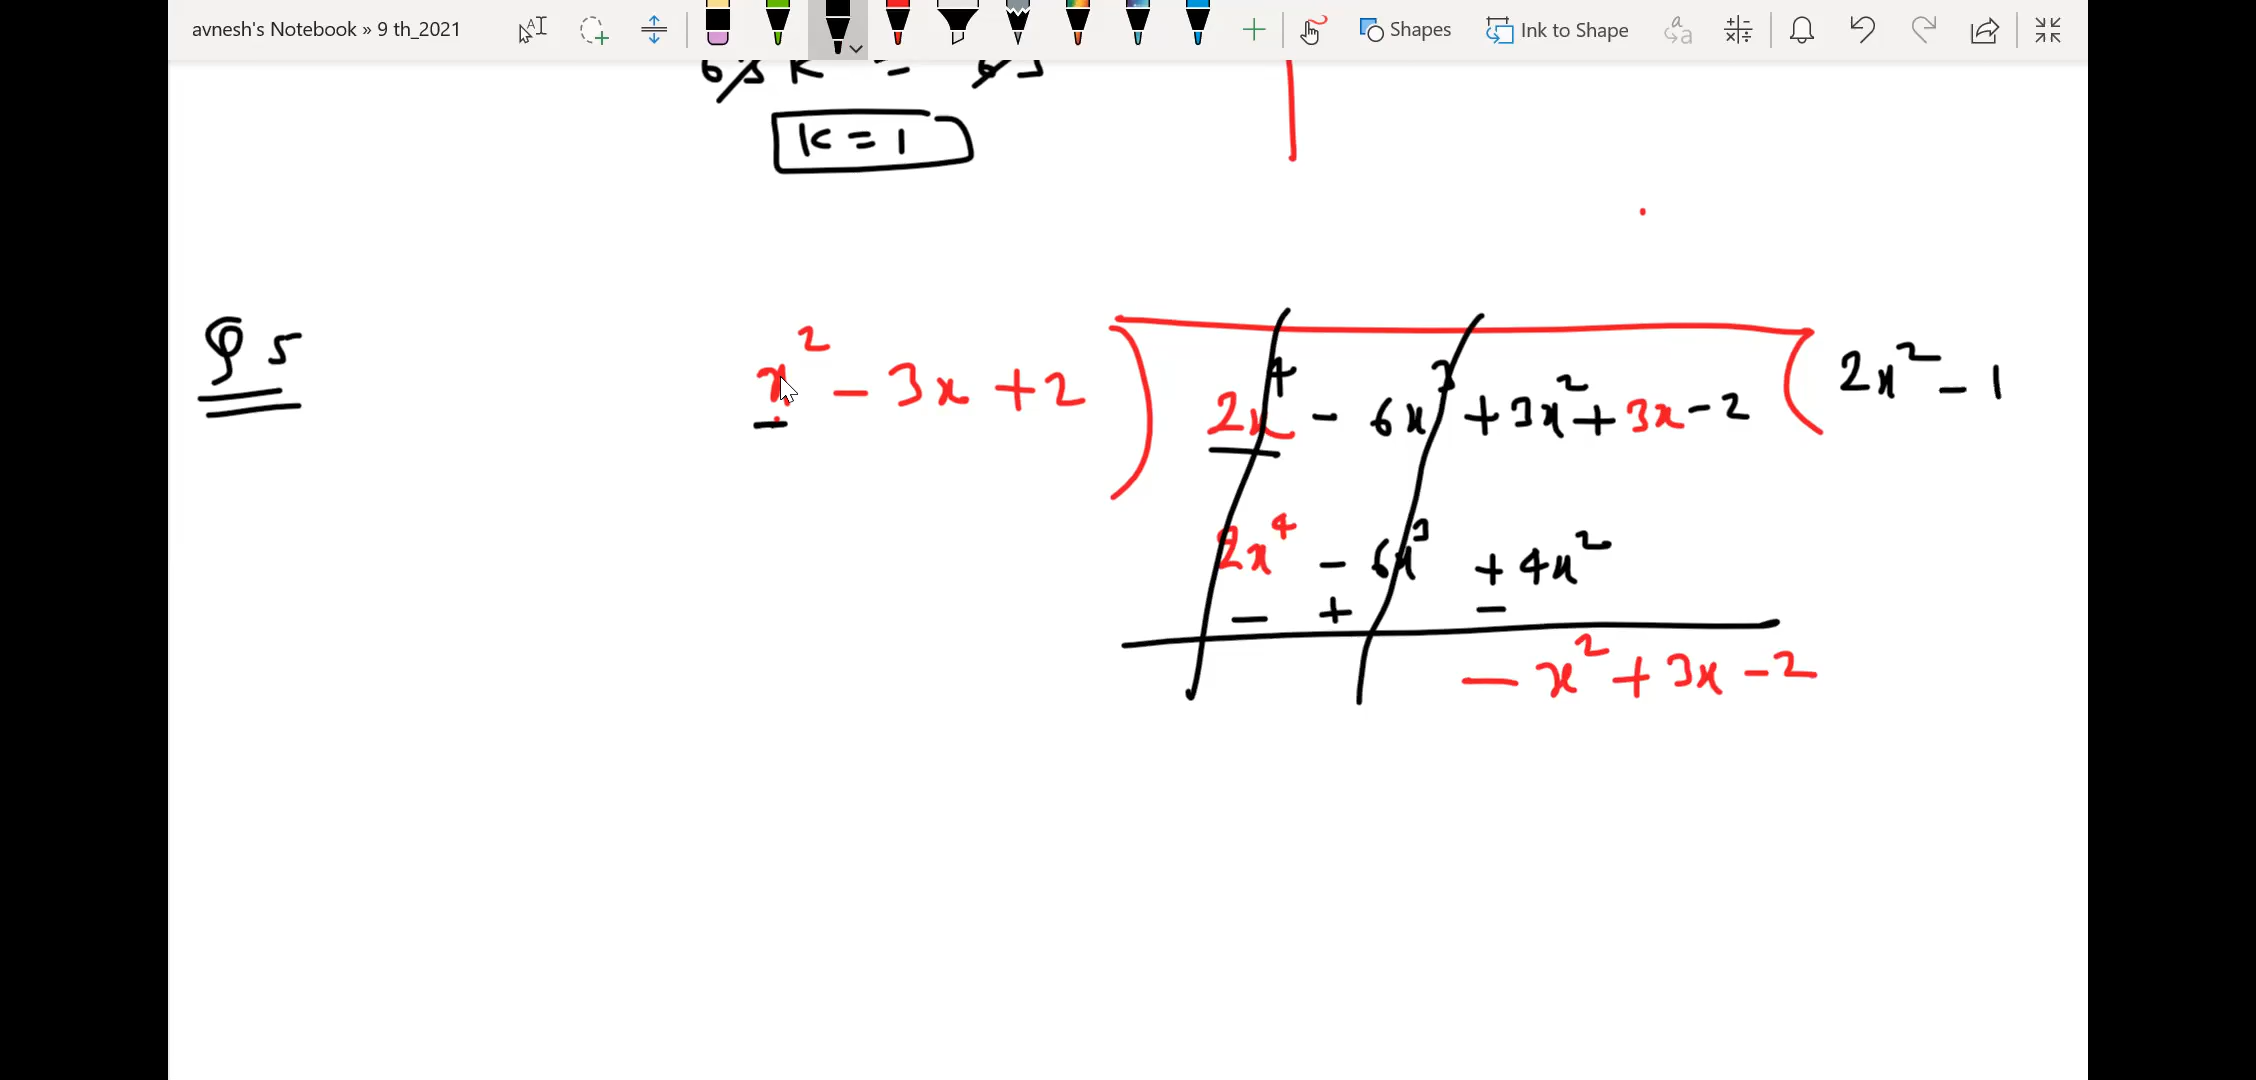 avnesh's Notebook » 9 th_2021
Shapes
Ink to Shape
K = 1
Q 5
x² - 3x + 2 ) 2x⁴ - 6x³ + 3x² + 3x - 2 ( 2x² - 1
2x⁴ - 6x³ + 4x²
- + -
- x² + 3x - 2